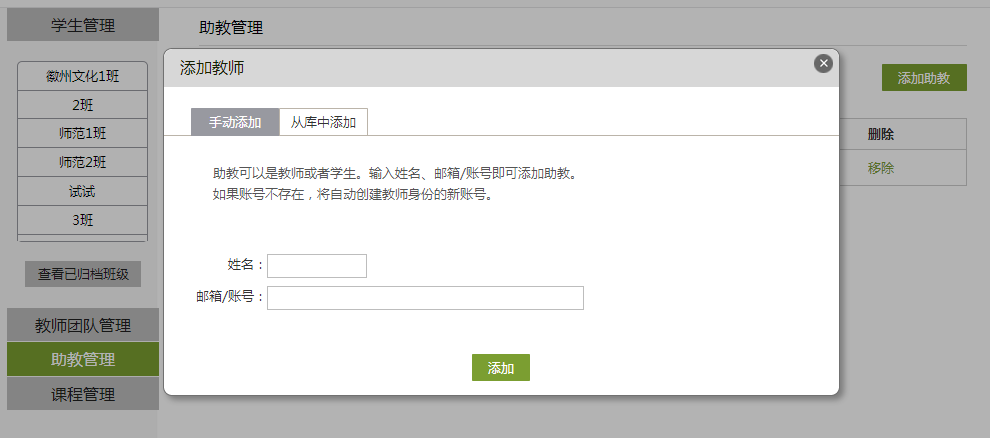 学生管理
徽州文化1班
2班
师范1班
师范2班
试试
3班
查看已归档班级
教师团队管理
助教管理
课程管理
助教管理
添加助教
删除
移除
添加教师
手动添加 从库中添加
助教可以是教师或者学生。输入姓名、邮箱/账号即可添加助教。
如果账号不存在，将自动创建教师身份的新账号。
姓名：
邮箱/账号：
添加